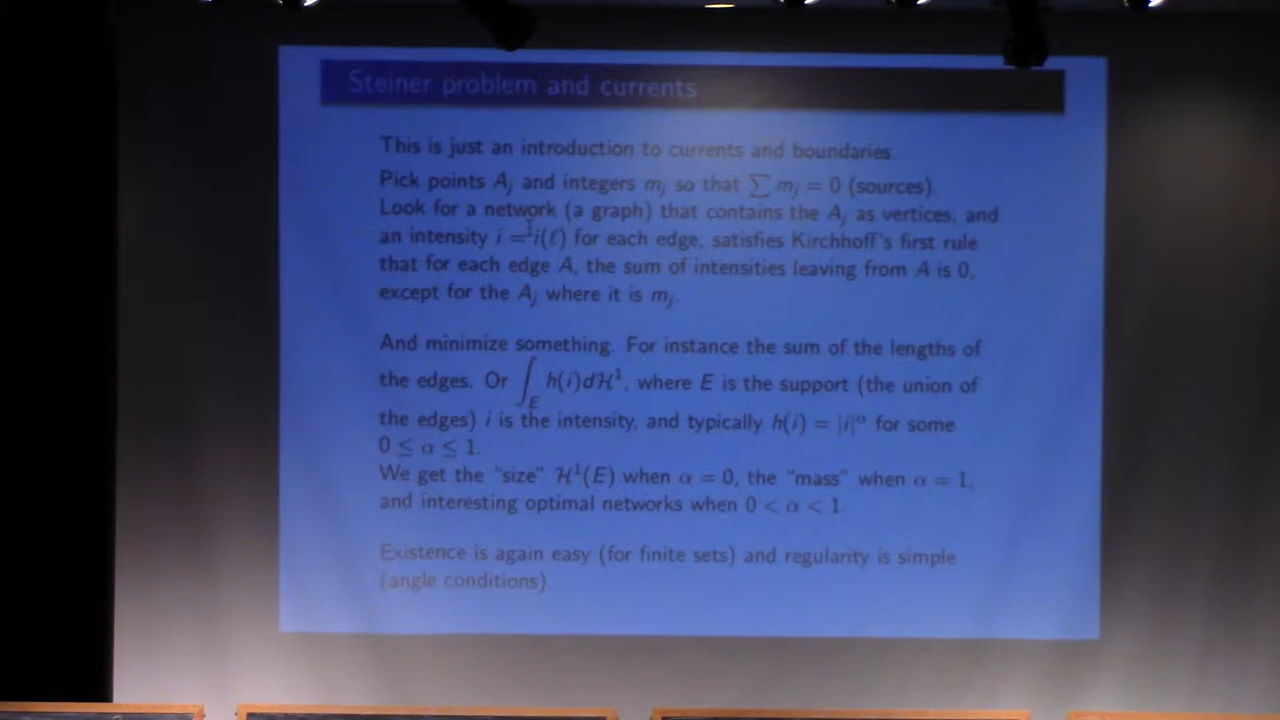 Steiner problem and currents
This is just an introduction to currents and boundaries.
Pick points A_j and integers m_j so that ∑ m_j = 0 (sources).
Look for a network (a graph) that contains the A_j as vertices, and
an intensity i = i(ℓ) for each edge, satisfies Kirchhoff's first rule
that for each edge A, the sum of intensities leaving from A is 0,
except for the A_j where it is m_j.
And minimize something. For instance the sum of the lengths of
the edges. Or ∫_E h(i)dℋ¹, where E is the support (the union of
the edges) i is the intensity, and typically h(i) = |i|^α for some
0 ≤ α ≤ 1.
We get the "size" ℋ¹(E) when α = 0, the "mass" when α = 1,
and interesting optimal networks when 0 < α < 1.
Existence is again easy (for finite sets) and regularity is simple
(angle conditions).